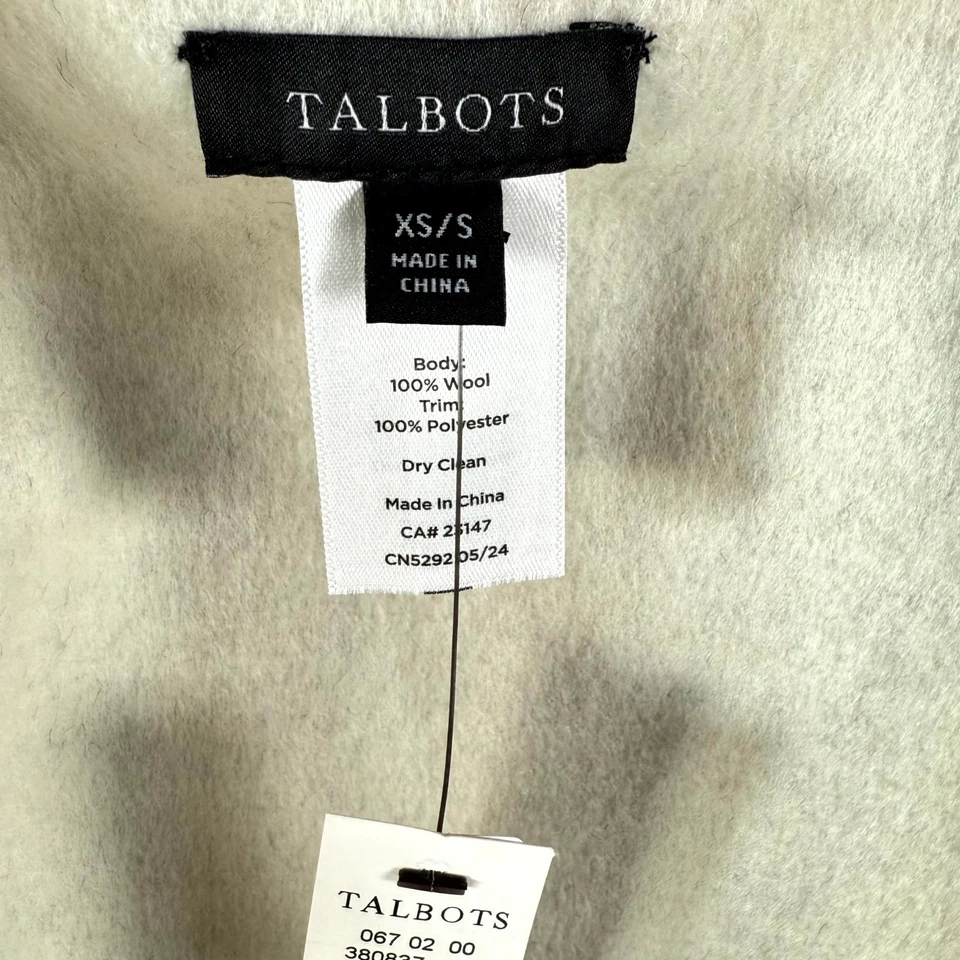 TALBOTS
XS/S
MADE IN
CHINA
Body:
100% Wool
Trim:
100% Polyester
Dry Clean
Made In China
CA# 23147
CN5292 05/24
TALBOTS
067 02 00